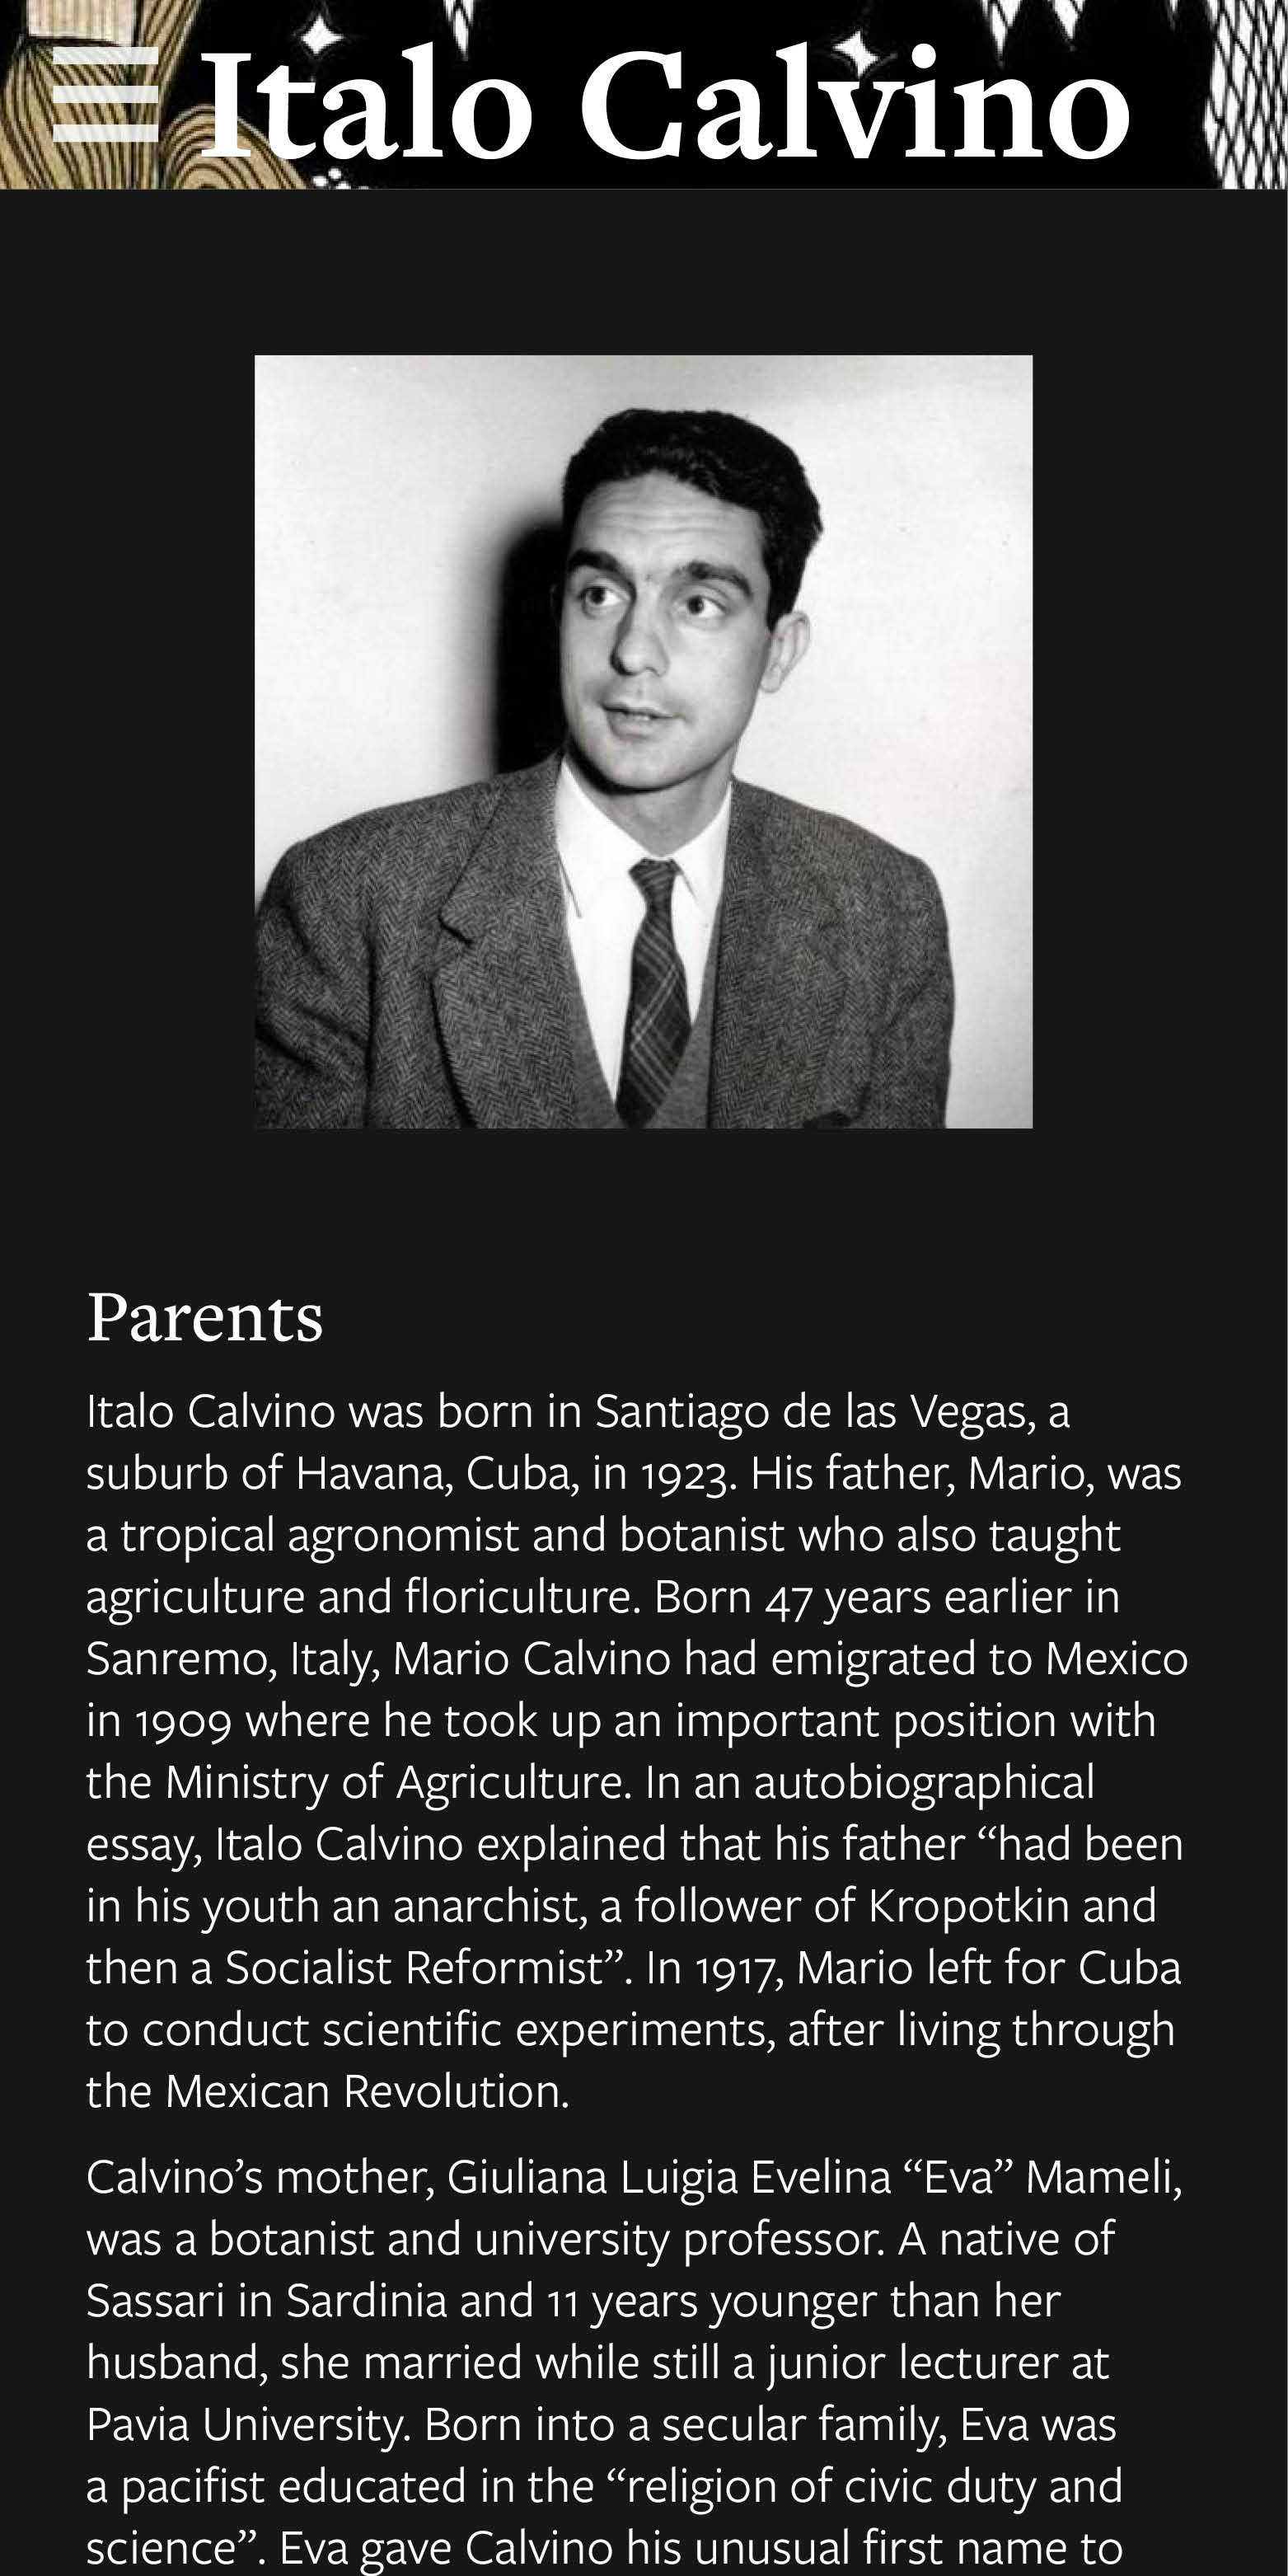 Italo Calvino
Parents
Italo Calvino was born in Santiago de las Vegas, a
suburb of Havana, Cuba, in 1923. His father, Mario, was
a tropical agronomist and botanist who also taught
agriculture and floriculture. Born 47 years earlier in
Sanremo, Italy, Mario Calvino had emigrated to Mexico
in 1909 where he took up an important position with
the Ministry of Agriculture. In an autobiographical
essay, Italo Calvino explained that his father “had been
in his youth an anarchist, a follower of Kropotkin and
then a Socialist Reformist”. In 1917, Mario left for Cuba
to conduct scientific experiments, after living through
the Mexican Revolution.
Calvino’s mother, Giuliana Luigia Evelina “Eva” Mameli,
was a botanist and university professor. A native of
Sassari in Sardinia and 11 years younger than her
husband, she married while still a junior lecturer at
Pavia University. Born into a secular family, Eva was
a pacifist educated in the “religion of civic duty and
science”. Eva gave Calvino his unusual first name to